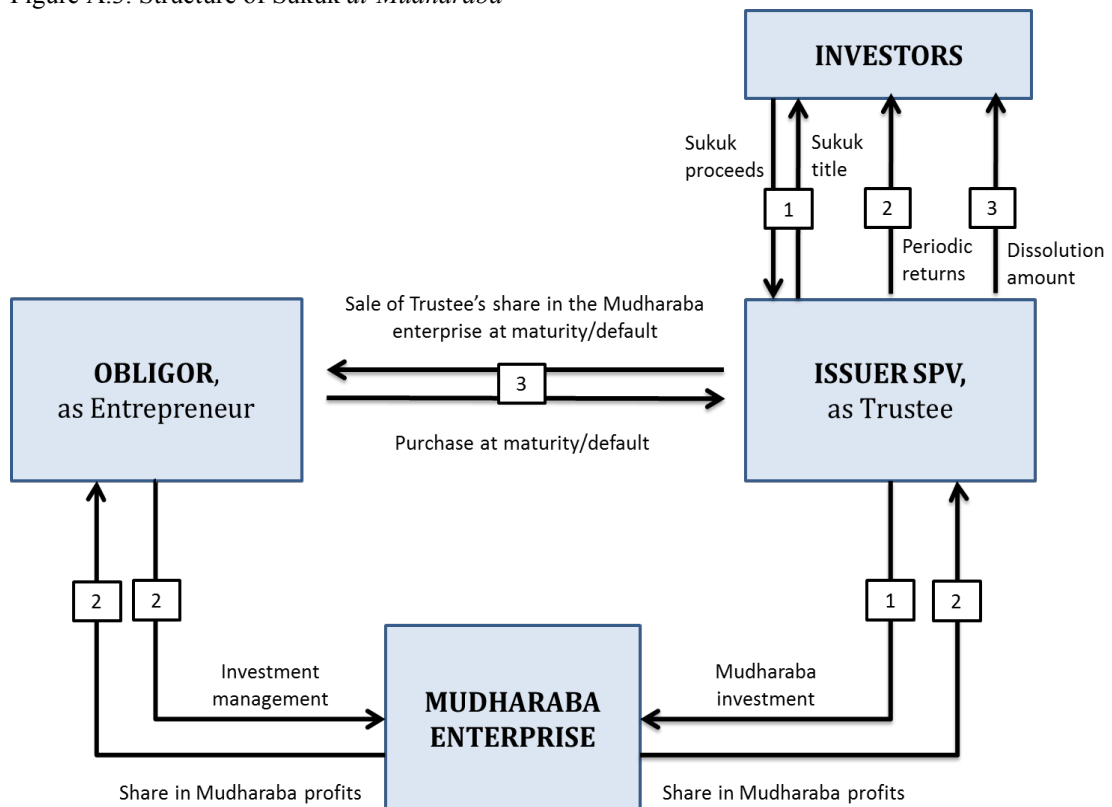 Figure A.3: Structure of Sukuk al-Mudharaba
INVESTORS
Sukuk
proceeds
Sukuk
title
1
2
3
Periodic
returns
Dissolution
amount
Sale of Trustee's share in the Mudharaba
enterprise at maturity/default
OBLIGOR,
as Entrepreneur
3
ISSUER SPV,
as Trustee
Purchase at maturity/default
2
2
1
2
Investment
management
Mudharaba
investment
MUDHARABA
ENTERPRISE
Share in Mudharaba profits
Share in Mudharaba profits